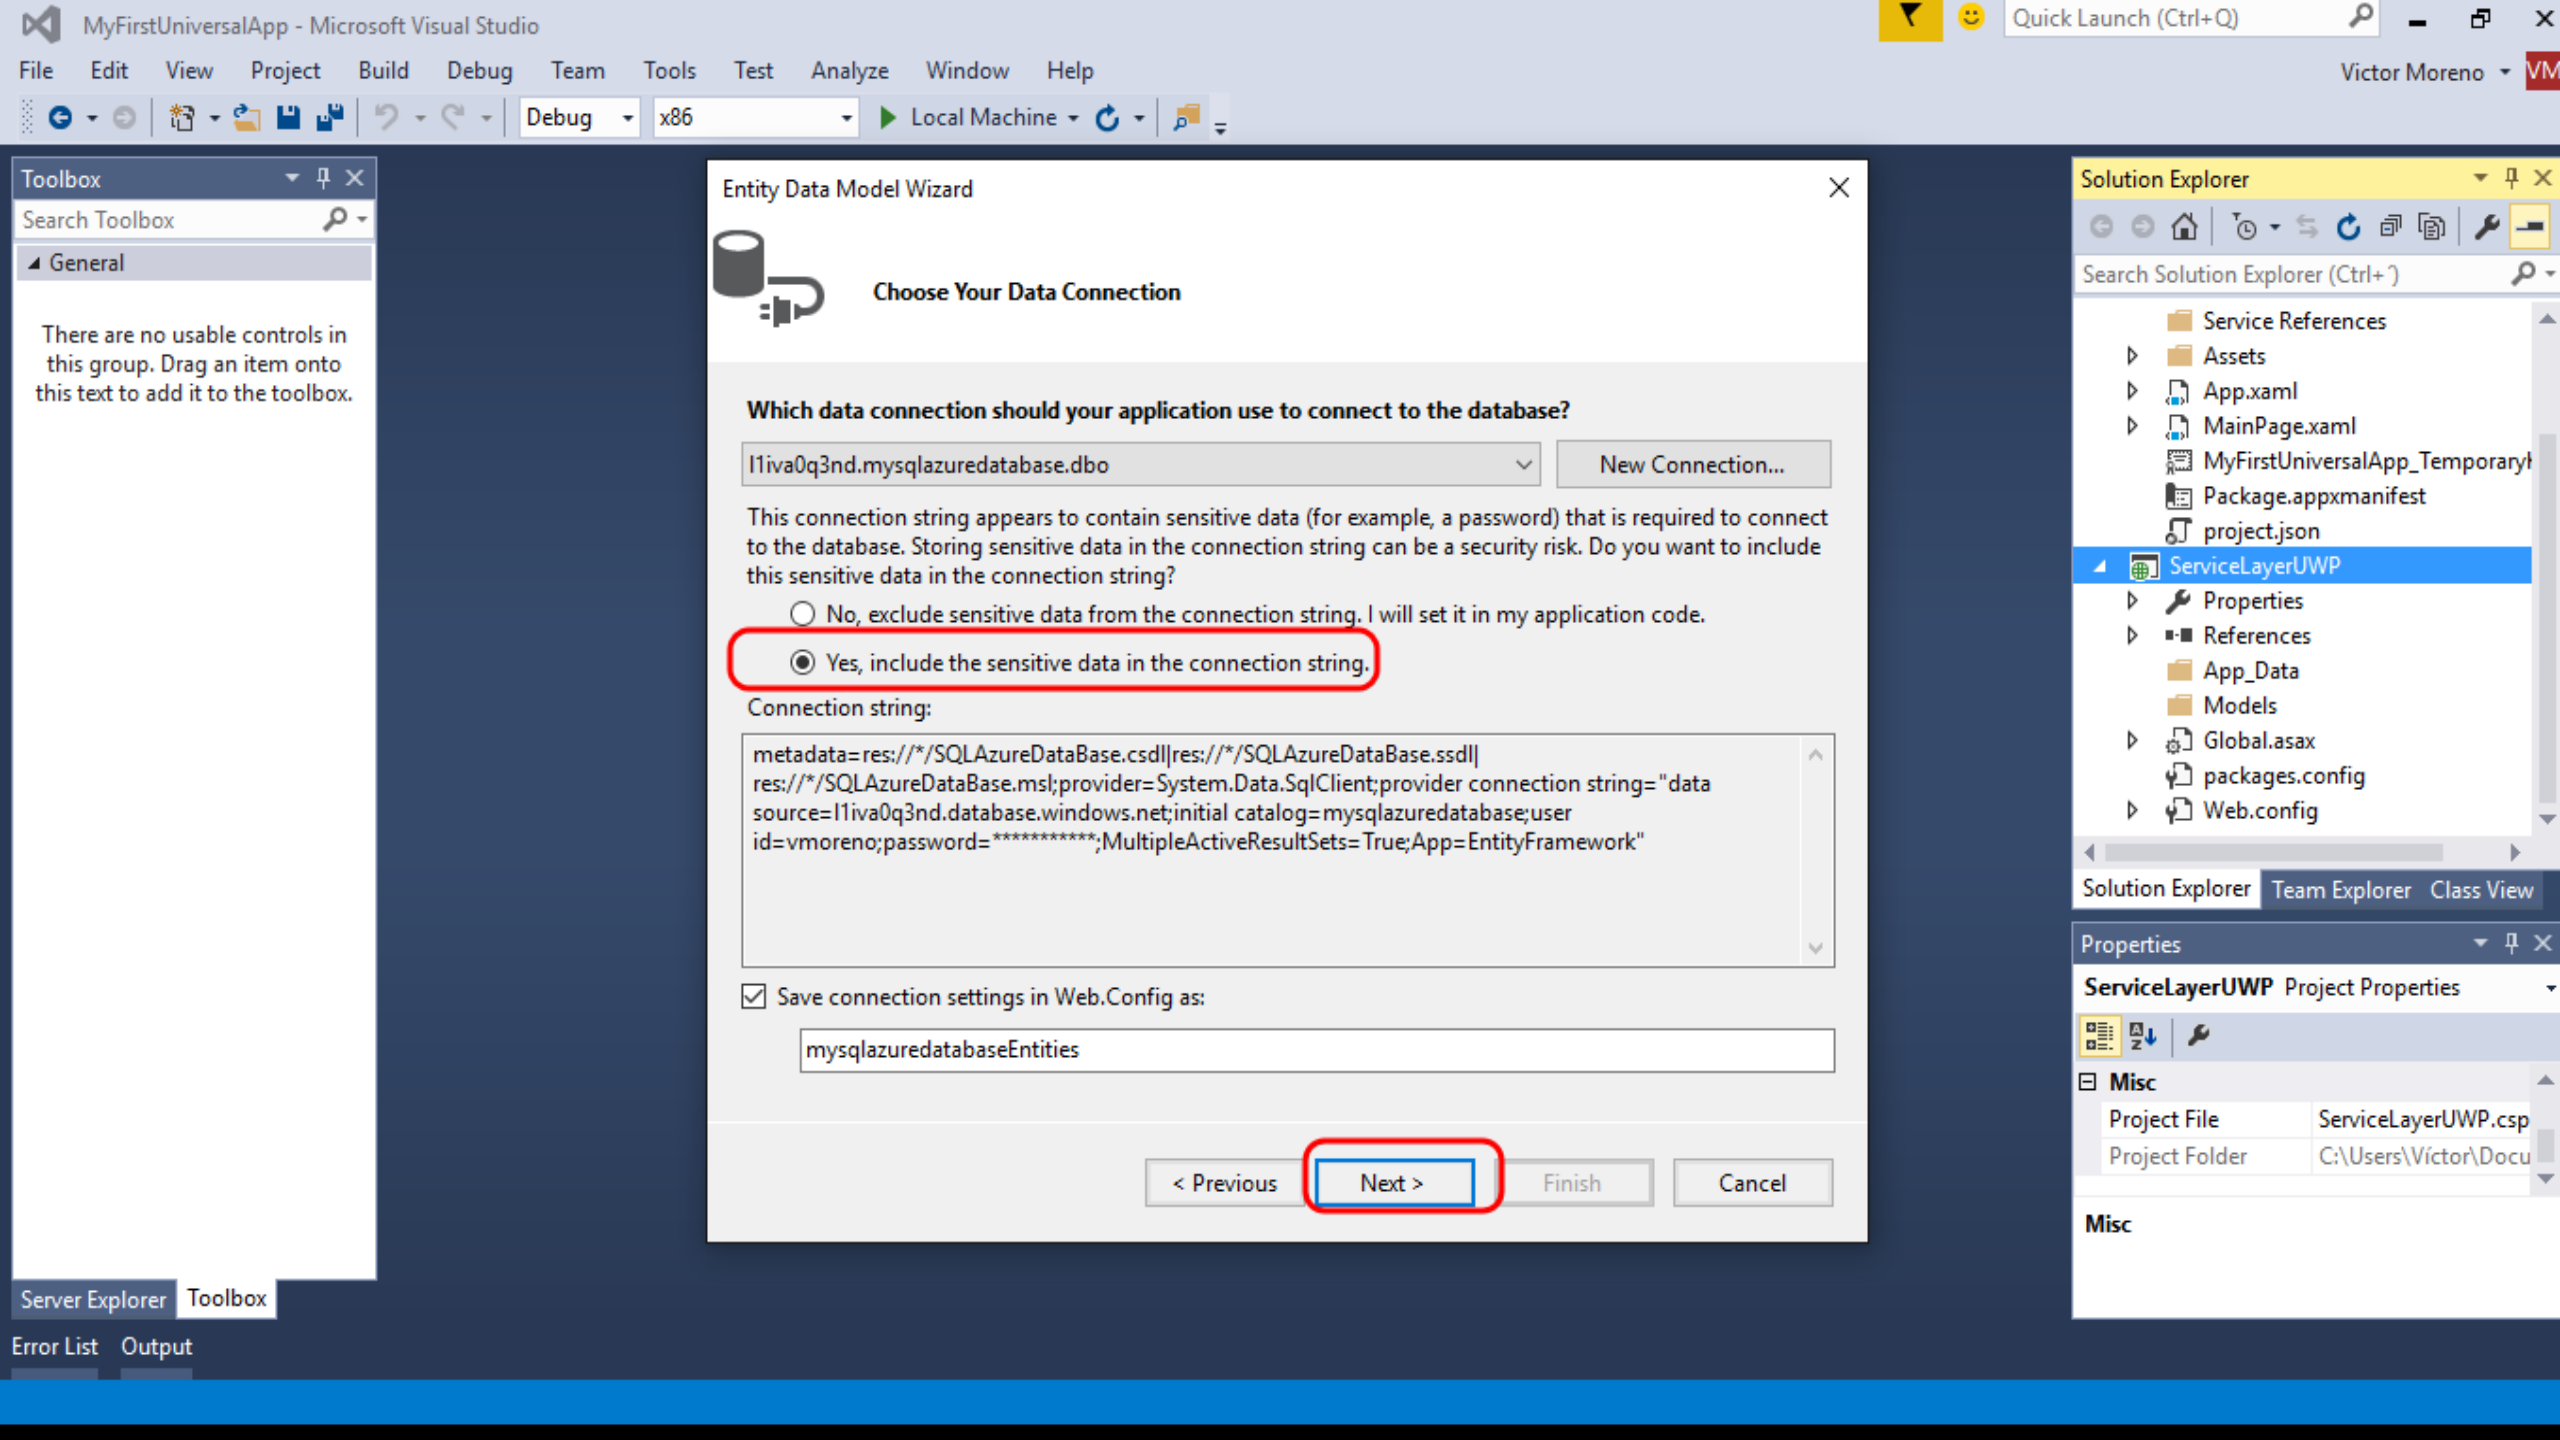 MyFirstUniversalApp - Microsoft Visual Studio
Quick Launch (Ctrl+Q)
File Edit View Project Build Debug Team Tools Test Analyze Window Help
Victor Moreno
VM
Debug x86 Local Machine
Toolbox
Search Toolbox
General
There are no usable controls in
this group. Drag an item onto
this text to add it to the toolbox.
Server Explorer Toolbox
Error List Output
Entity Data Model Wizard
Choose Your Data Connection
Which data connection should your application use to connect to the database?
l1iva0q3nd.mysqlazuredatabase.dbo
New Connection...
This connection string appears to contain sensitive data (for example, a password) that is required to connect
to the database. Storing sensitive data in the connection string can be a security risk. Do you want to include
this sensitive data in the connection string?
No, exclude sensitive data from the connection string. I will set it in my application code.
Yes, include the sensitive data in the connection string.
Connection string:
metadata=res://*/SQLAzureDataBase.csdl|res://*/SQLAzureDataBase.ssdl|
res://*/SQLAzureDataBase.msl;provider=System.Data.SqlClient;provider connection string="data
source=l1iva0q3nd.database.windows.net;initial catalog=mysqlazuredatabase;user
id=vmoreno;password=***********;MultipleActiveResultSets=True;App=EntityFramework"
Save connection settings in Web.Config as:
mysqlazuredatabaseEntities
< Previous Next > Finish Cancel
Solution Explorer
Search Solution Explorer (Ctrl+´)
Service References
Assets
App.xaml
MainPage.xaml
MyFirstUniversalApp_Temporary
Package.appxmanifest
project.json
ServiceLayerUWP
Properties
References
App_Data
Models
Global.asax
packages.config
Web.config
Solution Explorer Team Explorer Class View
Properties
ServiceLayerUWP Project Properties
Misc
Project File ServiceLayerUWP.csp
Project Folder C:\Users\Víctor\Docu
Misc